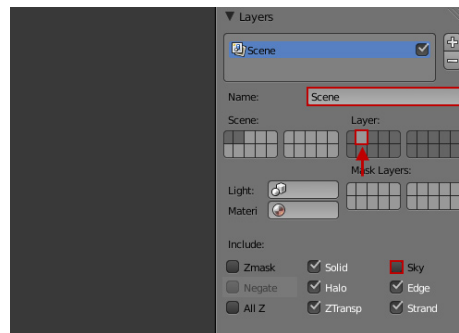 Layers
Scene
Name: Scene
Scene: Layer:
Mask Layers:
Light:
Materi
Include:
Zmask Solid Sky
Negate Halo Edge
All Z ZTransp Strand